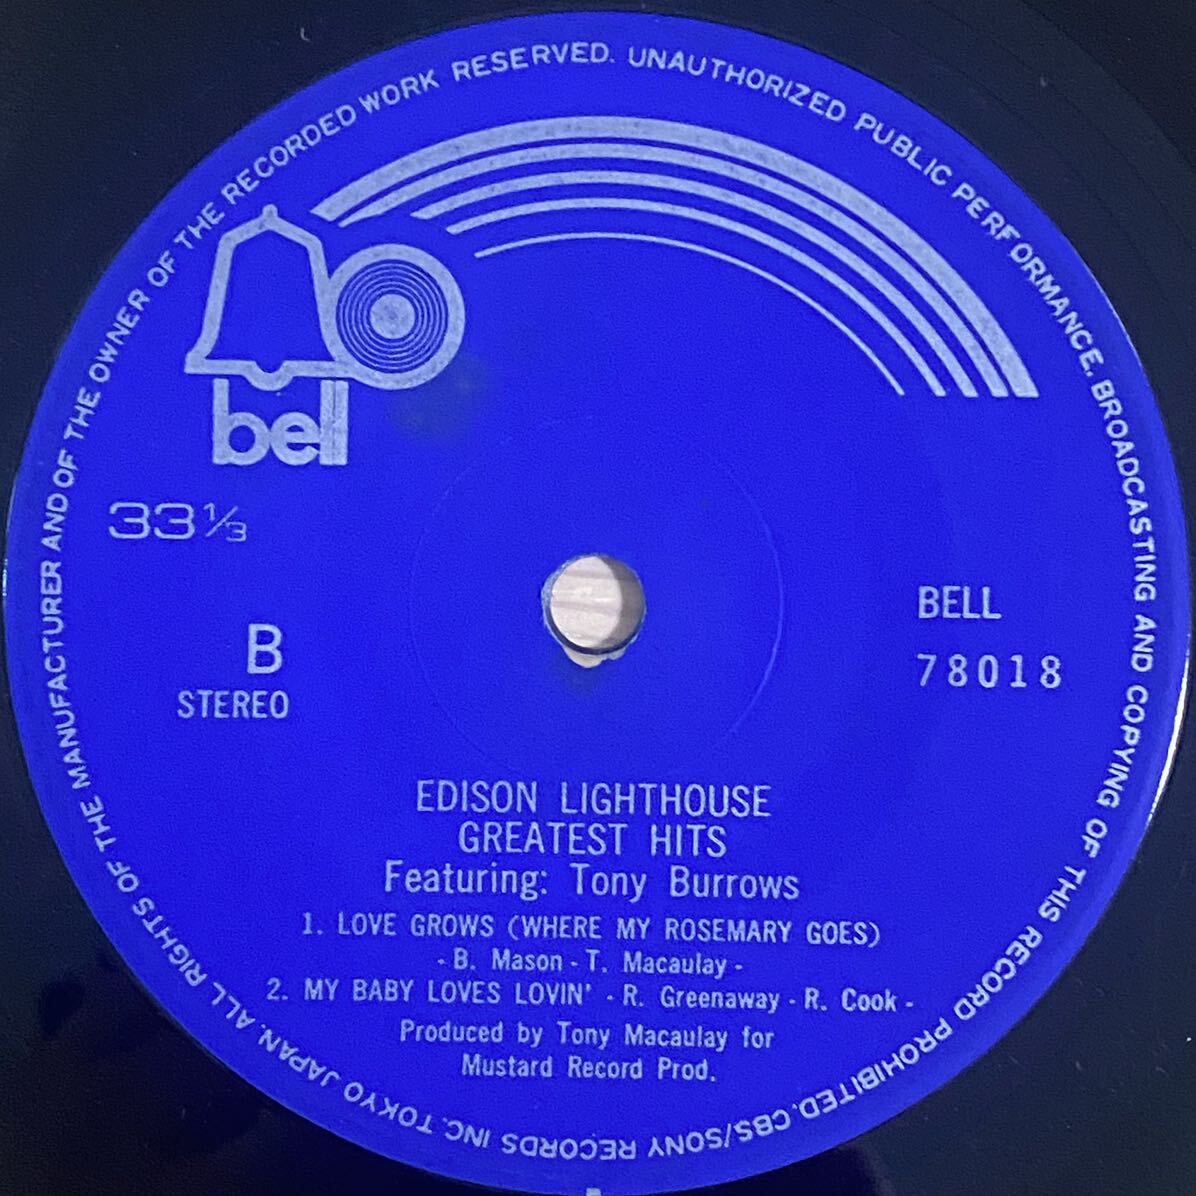 ALL RIGHTS OF THE MANUFACTURER AND OF THE OWNER OF THE RECORDED WORK RESERVED. UNAUTHORIZED PUBLIC PERFORMANCE, BROADCASTING AND COPYING OF THIS RECORD PROHIBITED. CBS/SONY RECORDS INC. TOKYO JAPAN.
bell
33 1/3
B
STEREO
BELL
78018
EDISON LIGHTHOUSE
GREATEST HITS
Featuring: Tony Burrows
1. LOVE GROWS (WHERE MY ROSEMARY GOES)
- B. Mason - T. Macaulay -
2. MY BABY LOVES LOVIN' - R. Greenaway - R. Cook -
Produced by Tony Macaulay for
Mustard Record Prod.